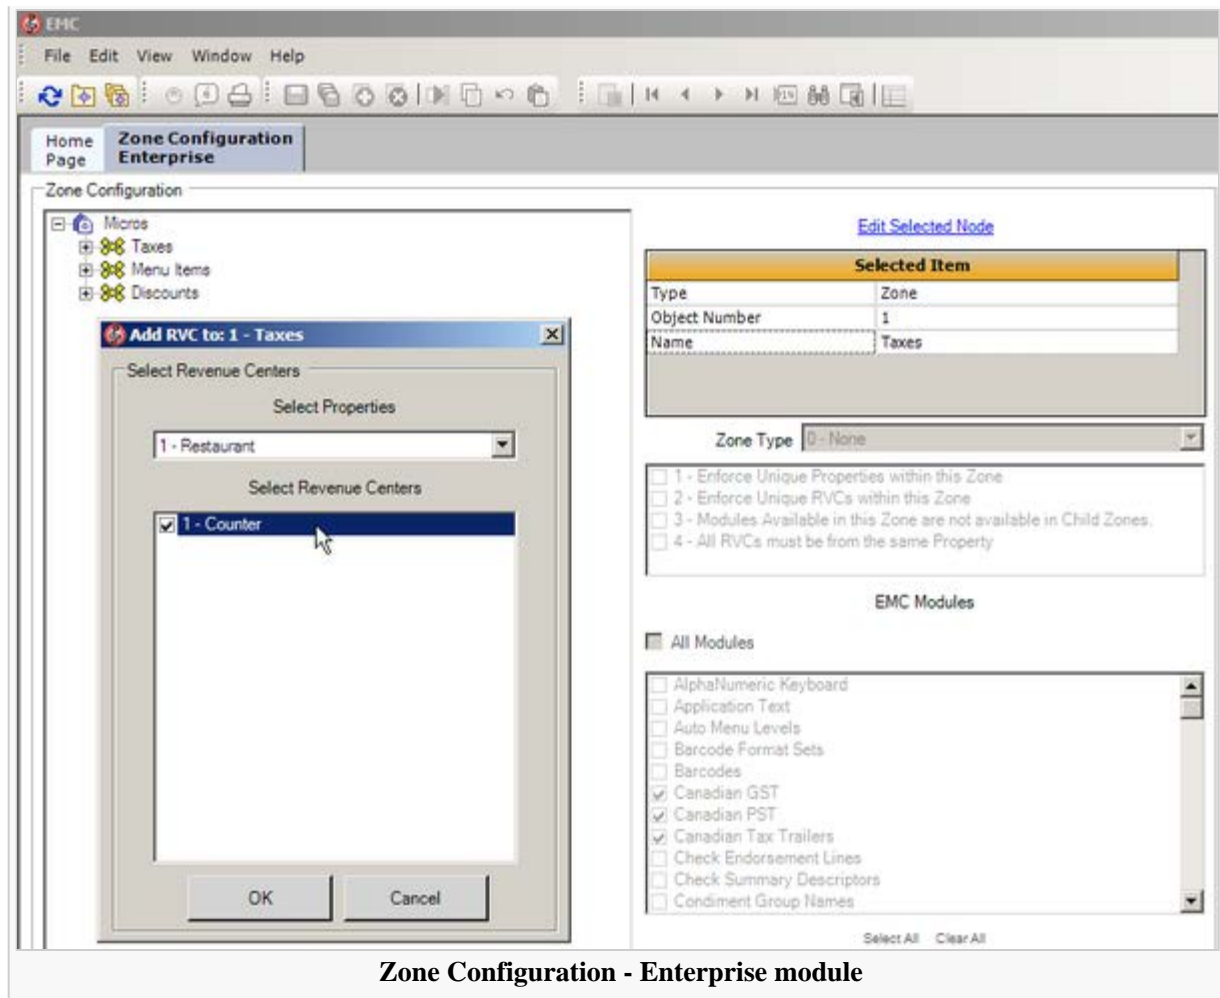 EMC
File Edit View Window Help
Home Page
Zone Configuration Enterprise
Zone Configuration
Micros
Taxes
Menu Items
Discounts
Add RVC to: 1 - Taxes
Select Revenue Centers
Select Properties
1 - Restaurant
Select Revenue Centers
1 - Counter
OK Cancel
Edit Selected Node
Selected Item
Type Zone
Object Number 1
Name Taxes
Zone Type 0 - None
1 - Enforce Unique Properties within this Zone
2 - Enforce Unique RVCs within this Zone
3 - Modules Available in this Zone are not available in Child Zones.
4 - All RVCs must be from the same Property
EMC Modules
All Modules
AlphaNumeric Keyboard
Application Text
Auto Menu Levels
Barcode Format Sets
Barcodes
Canadian GST
Canadian PST
Canadian Tax Trailers
Check Endorsement Lines
Check Summary Descriptors
Condiment Group Names
Select All Clear All
Zone Configuration - Enterprise module